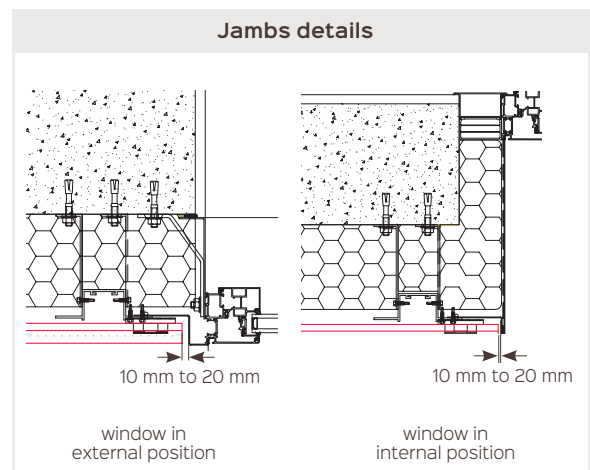 Jambs details
10 mm to 20 mm
10 mm to 20 mm
window in
external position
window in
internal position